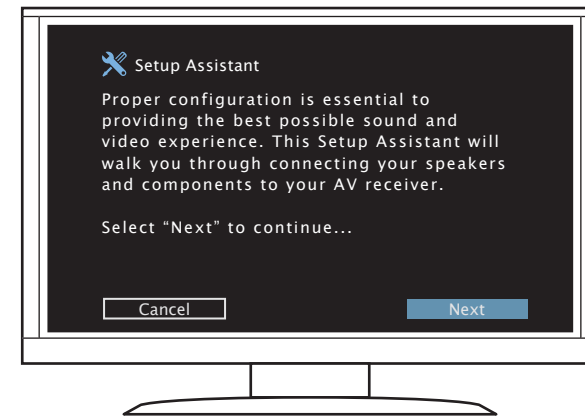 Setup Assistant
Proper configuration is essential to
providing the best possible sound and
video experience. This Setup Assistant will
walk you through connecting your speakers
and components to your AV receiver.
Select “Next” to continue...
Cancel
Next